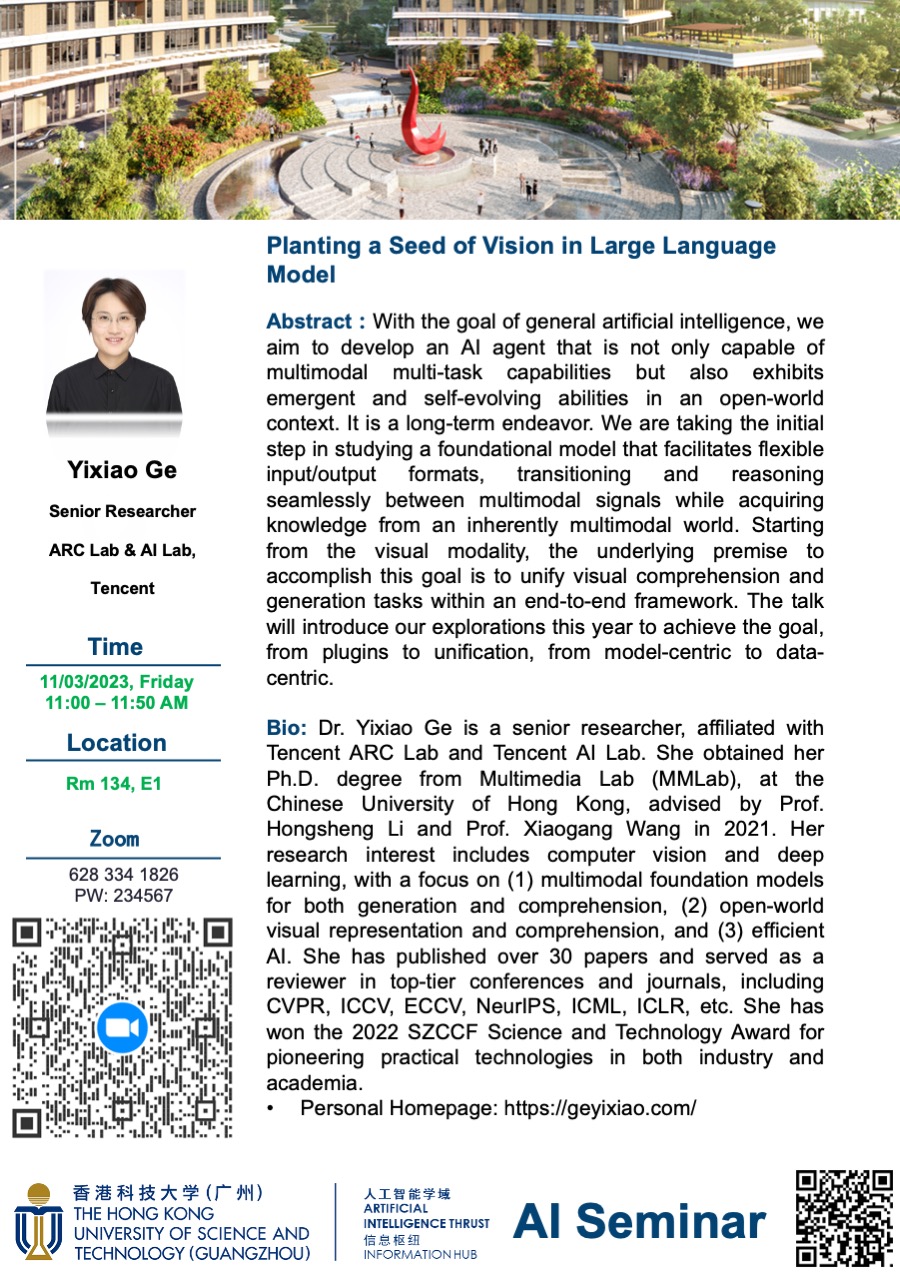 Planting a Seed of Vision in Large Language
Model
Abstract : With the goal of general artificial intelligence, we
aim to develop an AI agent that is not only capable of
multimodal multi-task capabilities but also exhibits
emergent and self-evolving abilities in an open-world
context. It is a long-term endeavor. We are taking the initial
step in studying a foundational model that facilitates flexible
input/output formats, transitioning and reasoning
seamlessly between multimodal signals while acquiring
knowledge from an inherently multimodal world. Starting
from the visual modality, the underlying premise to
accomplish this goal is to unify visual comprehension and
generation tasks within an end-to-end framework. The talk
will introduce our explorations this year to achieve the goal,
from plugins to unification, from model-centric to data-
centric.
Bio: Dr. Yixiao Ge is a senior researcher, affiliated with
Tencent ARC Lab and Tencent AI Lab. She obtained her
Ph.D. degree from Multimedia Lab (MMLab), at the
Chinese University of Hong Kong, advised by Prof.
Hongsheng Li and Prof. Xiaogang Wang in 2021. Her
research interest includes computer vision and deep
learning, with a focus on (1) multimodal foundation models
for both generation and comprehension, (2) open-world
visual representation and comprehension, and (3) efficient
AI. She has published over 30 papers and served as a
reviewer in top-tier conferences and journals, including
CVPR, ICCV, ECCV, NeurIPS, ICML, ICLR, etc. She has
won the 2022 SZCCF Science and Technology Award for
pioneering practical technologies in both industry and
academia.
• Personal Homepage: https://geyixiao.com/
Yixiao Ge
Senior Researcher
ARC Lab & AI Lab,
Tencent
Time
11/03/2023, Friday
11:00 – 11:50 AM
Location
Rm 134, E1
Zoom
628 334 1826
PW: 234567
香港科技大学(广州)
THE HONG KONG
UNIVERSITY OF SCIENCE AND
TECHNOLOGY (GUANGZHOU)
人工智能学域
ARTIFICIAL
INTELLIGENCE THRUST
信息枢纽
INFORMATION HUB
AI Seminar